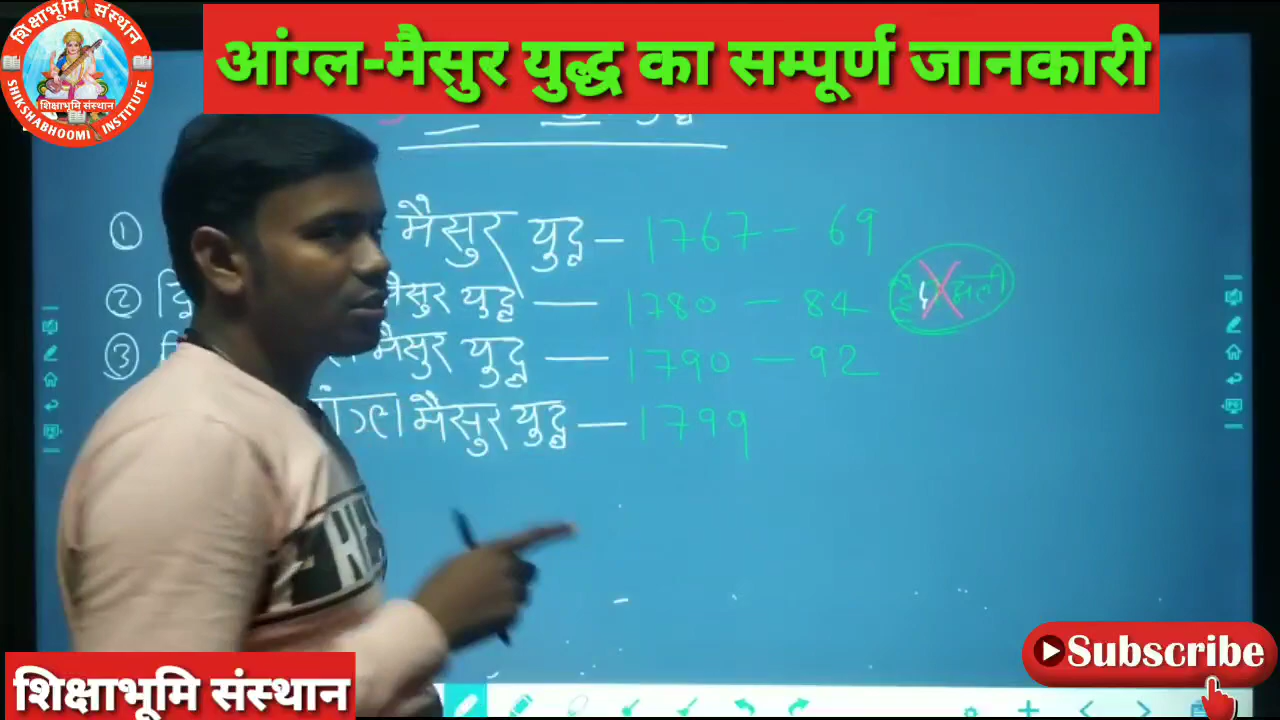 शिक्षाभूमि संस्थान
SHIKSHABHOOMI INSTITUTE
शिक्षाभूमि संस्थान
आंग्ल-मैसुर युद्ध का सम्पूर्ण जानकारी
① मैसुर युद्ध – 1767 – 69
② मैसुर युद्ध – 1780 – 84
③ मैसुर युद्ध – 1790 – 92
मैसुर युद्ध – 1799
शिक्षाभूमि संस्थान
Subscribe